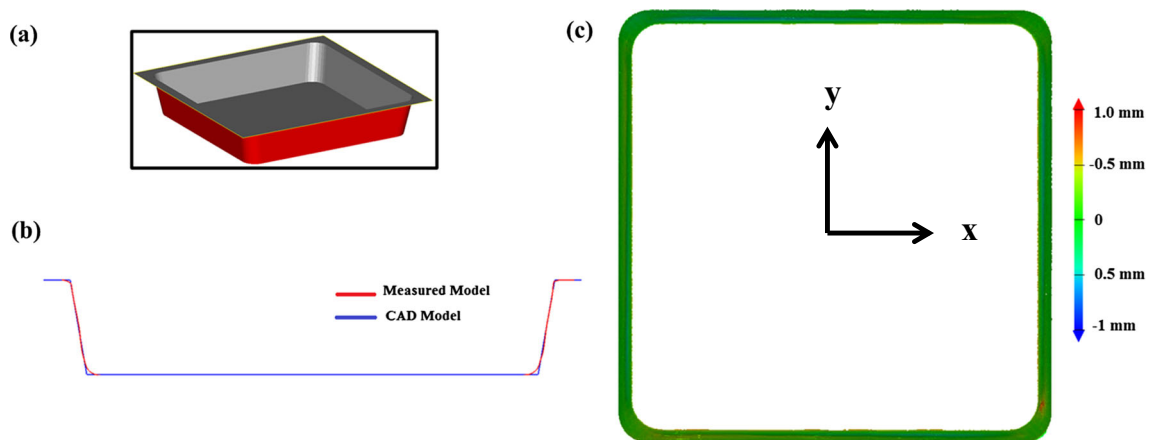 (a)
(b)
Measured Model
CAD Model
(c)
y
x
1.0 mm
-0.5 mm
0
0.5 mm
-1 mm